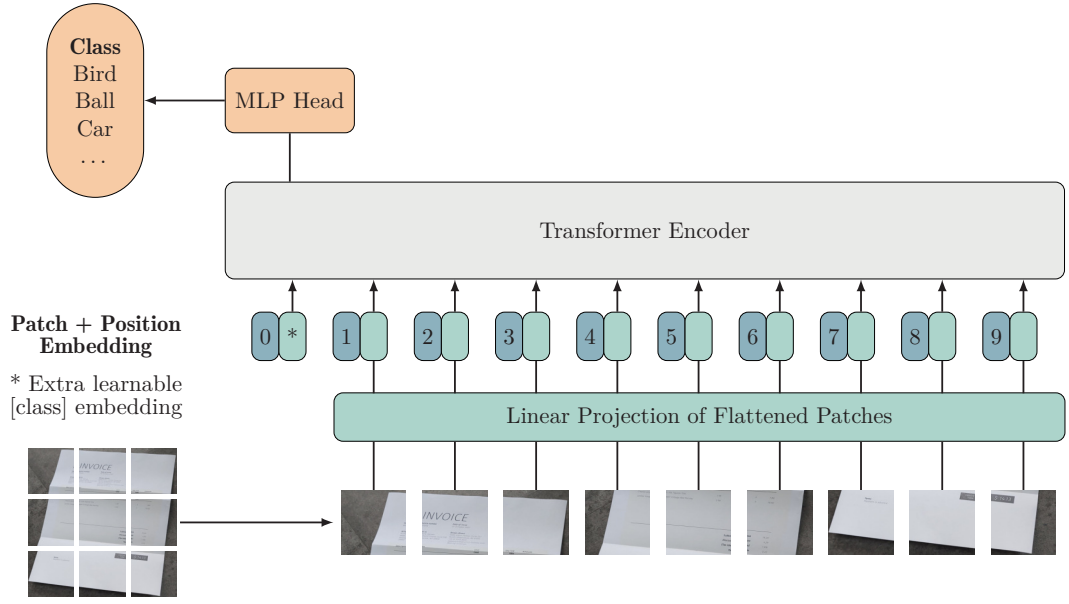 Class
Bird
Ball
Car
...
MLP Head
Transformer Encoder
Patch + Position
Embedding
* Extra learnable
[class] embedding
0 * 1 2 3 4 5 6 7 8 9
Linear Projection of Flattened Patches
INVOICE
INVOICE